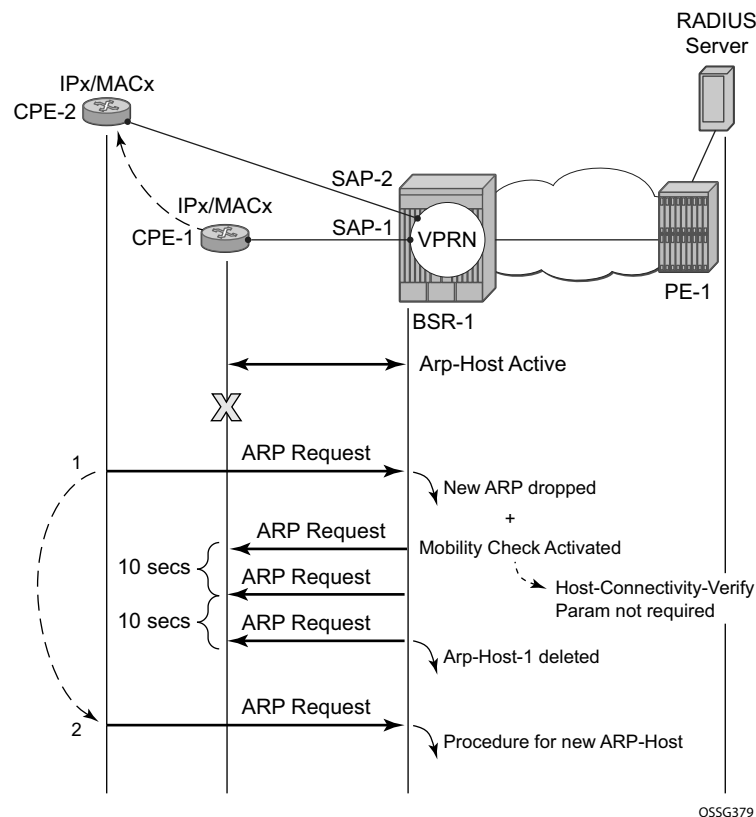 RADIUS
Server
IPx/MACx
CPE-2
SAP-2
IPx/MACx
SAP-1
CPE-1
VPRN
PE-1
BSR-1
Arp-Host Active
X
1
ARP Request
New ARP dropped
+
ARP Request
Mobility Check Activated
10 secs
ARP Request
Host-Connectivity-Verify
Param not required
10 secs
ARP Request
Arp-Host-1 deleted
ARP Request
2
Procedure for new ARP-Host
OSSG379